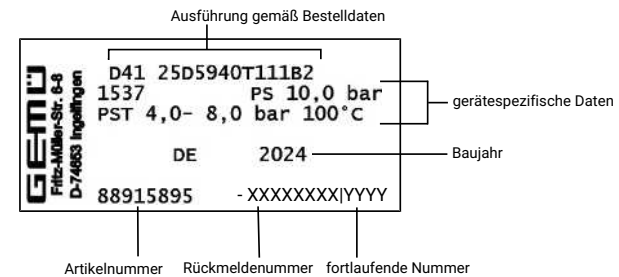 Ausführung gemäß Bestelldaten
GEMÜ
Fritz-Müller-Str. 6-8
D-74653 Ingelfingen
D41 25D5940T111B2
1537 PS 10,0 bar
PST 4,0- 8,0 bar 100°C
gerätespezifische Daten
DE 2024
Baujahr
88915895 -XXXXXXXX|YYYY
Artikelnummer Rückmeldenummer fortlaufende Nummer